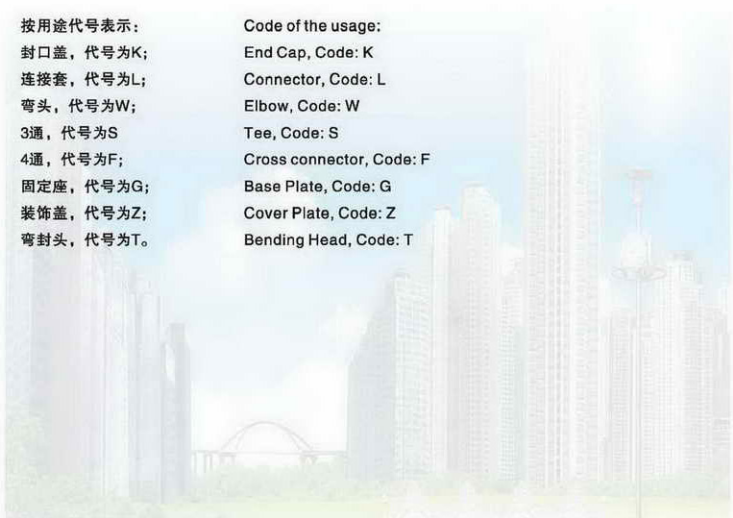 按用途代号表示： Code of the usage:
封口盖，代号为K; End Cap, Code: K
连接套，代号为L; Connector, Code: L
弯头，代号为W; Elbow, Code: W
3通，代号为S Tee, Code: S
4通，代号为F; Cross connector, Code: F
固定座，代号为G; Base Plate, Code: G
装饰盖，代号为Z; Cover Plate, Code: Z
弯封头，代号为T。 Bending Head, Code: T